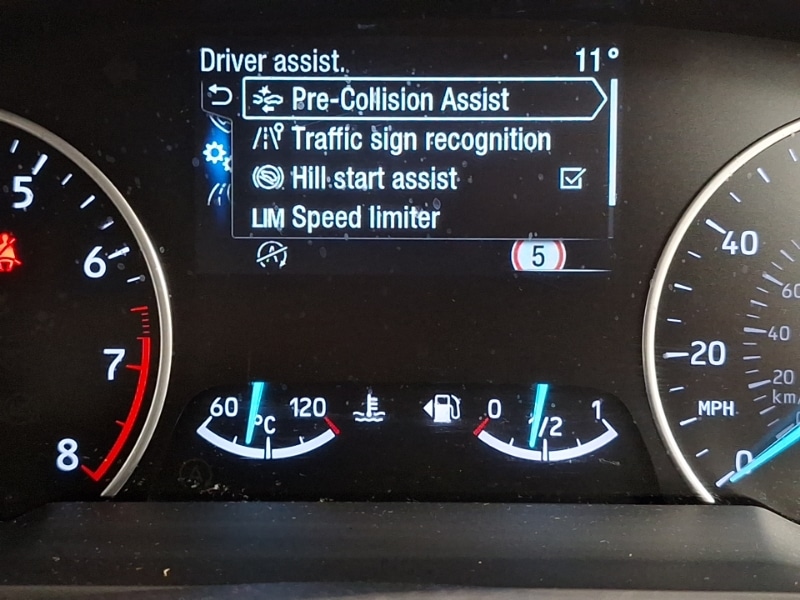 Driver assist. 11°
Pre-Collision Assist
Traffic sign recognition
Hill start assist
LIM Speed limiter
A 5
5
6
7
8
60 °C 120
0 1/2 1
40
20
MPH
0
60
40
20
km/